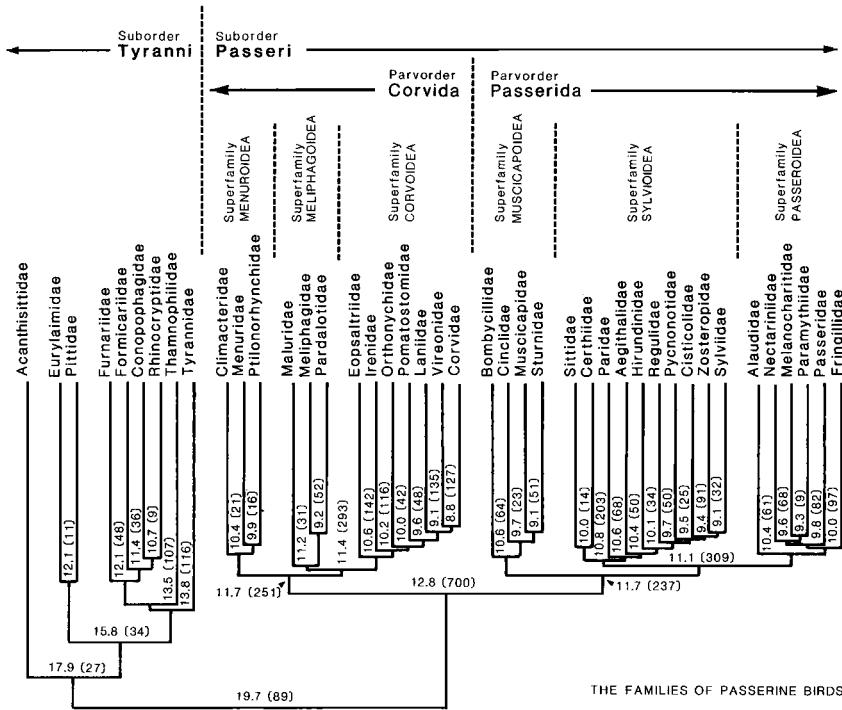 Suborder
Tyranni
Suborder
Passeri
Parvorder
Corvida
Parvorder
Passerida
Superfamily
MENUROIDEA
Superfamily
MELIPHAGOIDEA
Superfamily
CORVOIDEA
Superfamily
MUSCICAPOIDEA
Superfamily
SYLVIOIDEA
Superfamily
PASSEROIDEA
Acanthisittidae
Eurylaimidae
Pittidae
Furnariidae
Formicariidae
Conopophagidae
Rhinocryptidae
Thamnophilidae
Tyrannidae
Climacteridae
Menuridae
Ptilonorhynchidae
Maluridae
Meliphagidae
Pardalotidae
Eopsaltriidae
Irenidae
Orthonychidae
Pomatostomidae
Laniidae
Vireonidae
Corvidae
Bombycillidae
Cinclidae
Muscicapidae
Sturnidae
Sittidae
Certhiidae
Paridae
Aegithalidae
Hirundinidae
Regulidae
Pycnonotidae
Cisticolidae
Zosteropidae
Sylviidae
Alaudidae
Nectariniidae
Melanocharitidae
Paramythiidae
Passeridae
Fringillidae
12.1 (11)
12.1 (48)
11.4 (36)
10.7 (9)
13.5 (107)
13.8 (116)
10.4 (21)
9.9 (16)
11.2 (31)
9.2 (52)
11.4 (293)
10.6 (142)
10.2 (116)
10.0 (42)
9.6 (48)
9.1 (135)
8.8 (127)
10.6 (64)
9.7 (23)
9.1 (51)
10.0 (14)
10.8 (203)
10.6 (68)
10.4 (50)
10.1 (34)
9.7 (50)
9.5 (25)
9.4 (91)
9.1 (32)
10.4 (61)
9.6 (68)
9.3 (9)
9.8 (82)
10.0 (97)
11.1 (309)
11.7 (251)
12.8 (700)
11.7 (237)
15.8 (34)
17.9 (27)
19.7 (89)
THE FAMILIES OF PASSERINE BIRDS